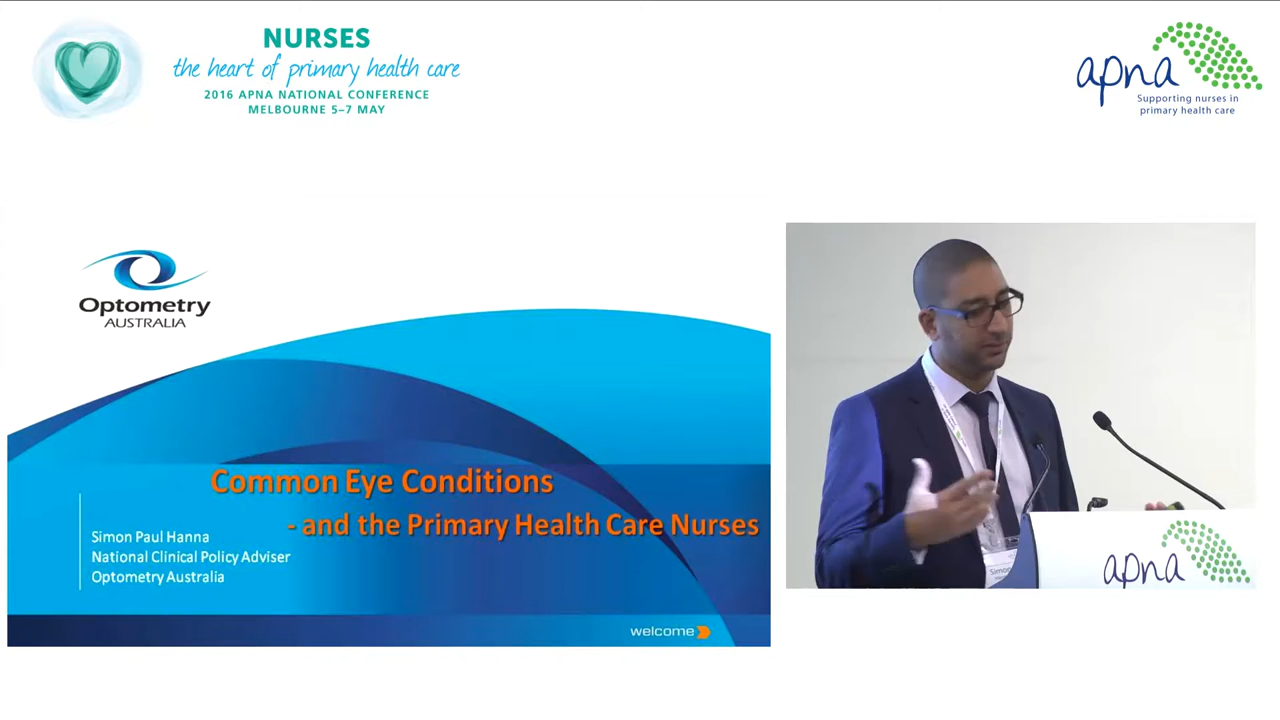 NURSES
the heart of primary health care
2016 APNA NATIONAL CONFERENCE
MELBOURNE 5–7 MAY
apna
Supporting nurses in
primary health care
Optometry
AUSTRALIA
Common Eye Conditions
- and the Primary Health Care Nurses
Simon Paul Hanna
National Clinical Policy Adviser
Optometry Australia
welcome
Simon
apna